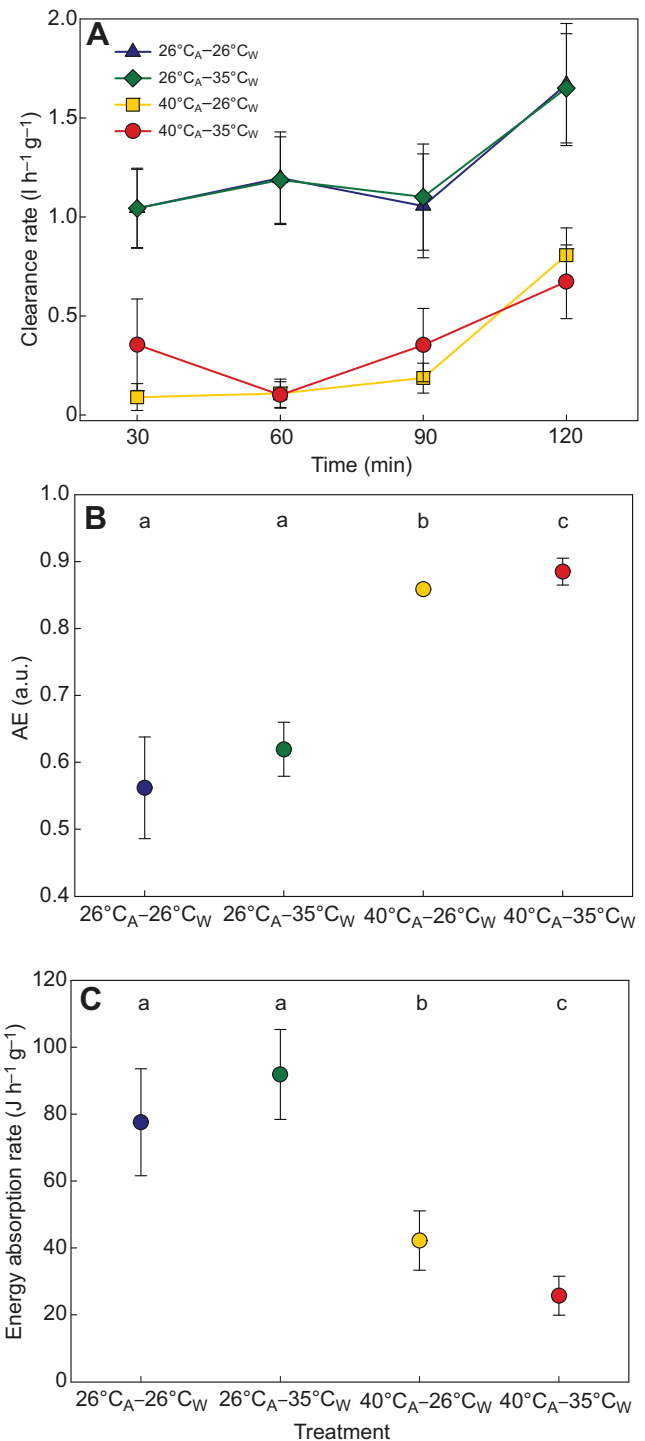 A
2.0
1.5
1.0
0.5
0
Clearance rate (l h–1 g–1)
26°CA–26°CW
26°CA–35°CW
40°CA–26°CW
40°CA–35°CW
30 60 90 120
Time (min)
B
1.0
0.9
0.8
0.7
0.6
0.5
0.4
AE (a.u.)
a a b c
26°CA–26°CW 26°CA–35°CW 40°CA–26°CW 40°CA–35°CW
C
120
100
80
60
40
20
0
Energy absorption rate (J h–1 g–1)
a a b c
26°CA–26°CW 26°CA–35°CW 40°CA–26°CW 40°CA–35°CW
Treatment